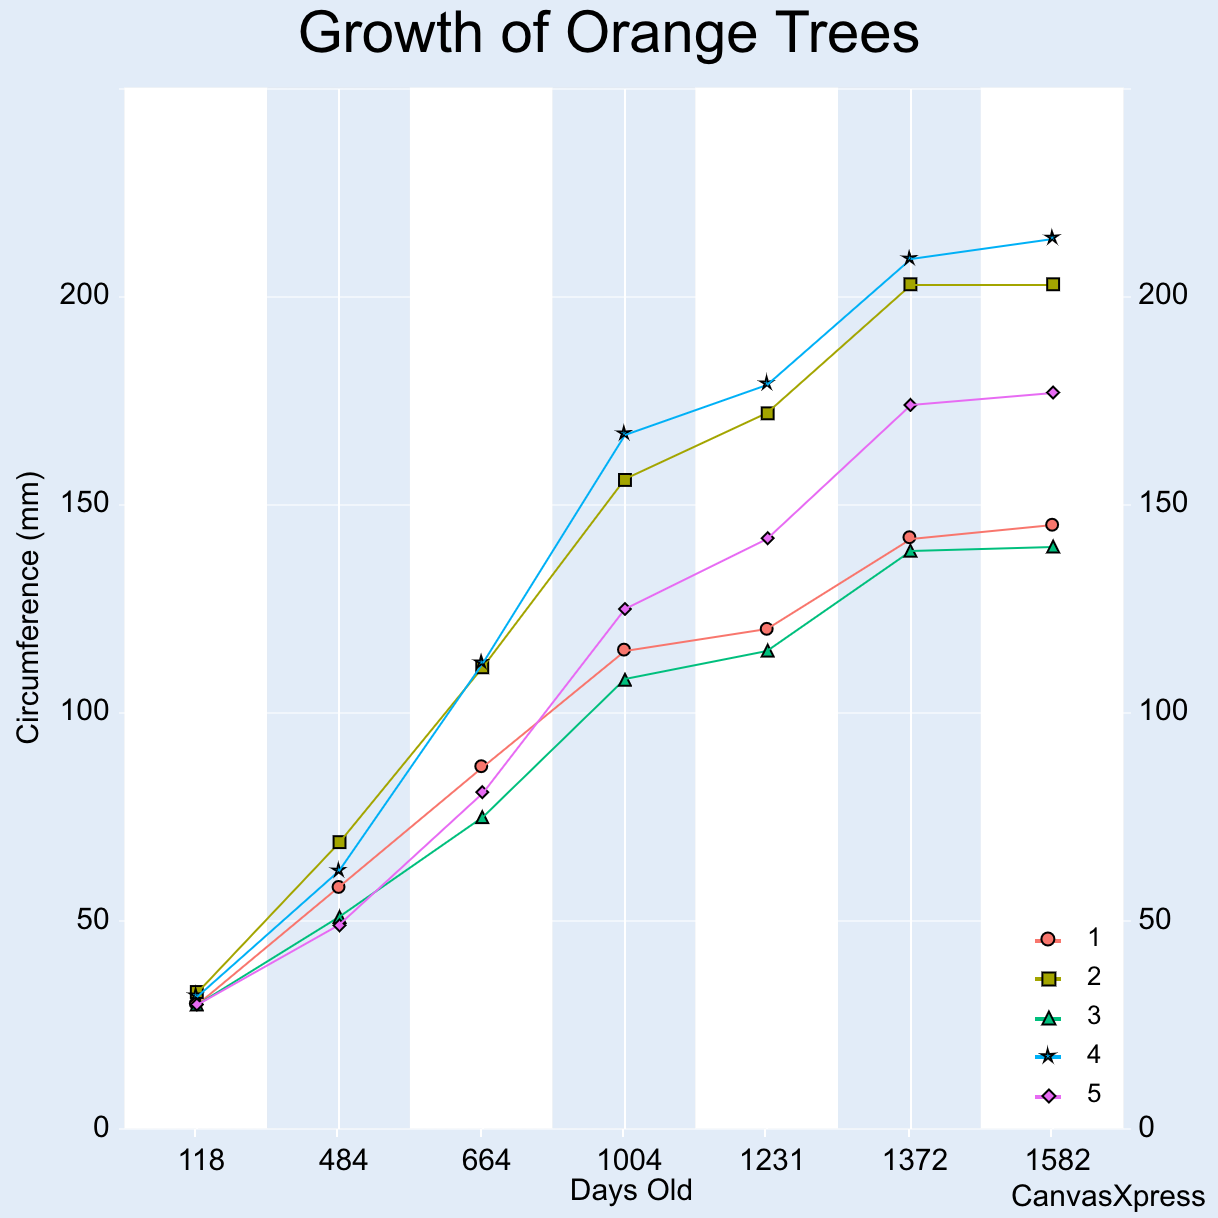 Growth of Orange Trees
200 200
150 150
Circumference (mm)
100 100
50 50
1
2
3
4
5
0 0
118 484 664 1004 1231 1372 1582
Days Old
CanvasXpress